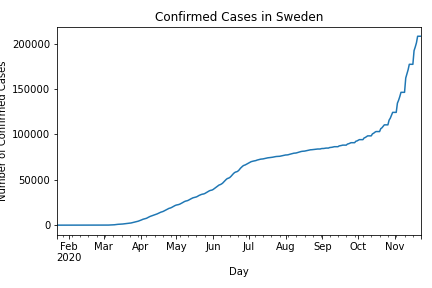 Confirmed Cases in Sweden
Number of Confirmed Cases
200000
150000
100000
50000
0
Feb Mar Apr May Jun Jul Aug Sep Oct Nov
2020
Day